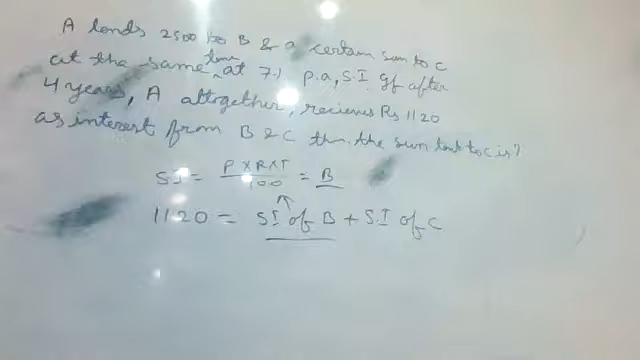 A lends 2500 to B & a certain sum to C
at the same time at 7% p.a, S.I If after
4 years, A altogether, recieves Rs 1120
as interest from B & C then the sum lent to C is?
SI = P X R X T / 100 = B
1120 = SI of B + S.I of C